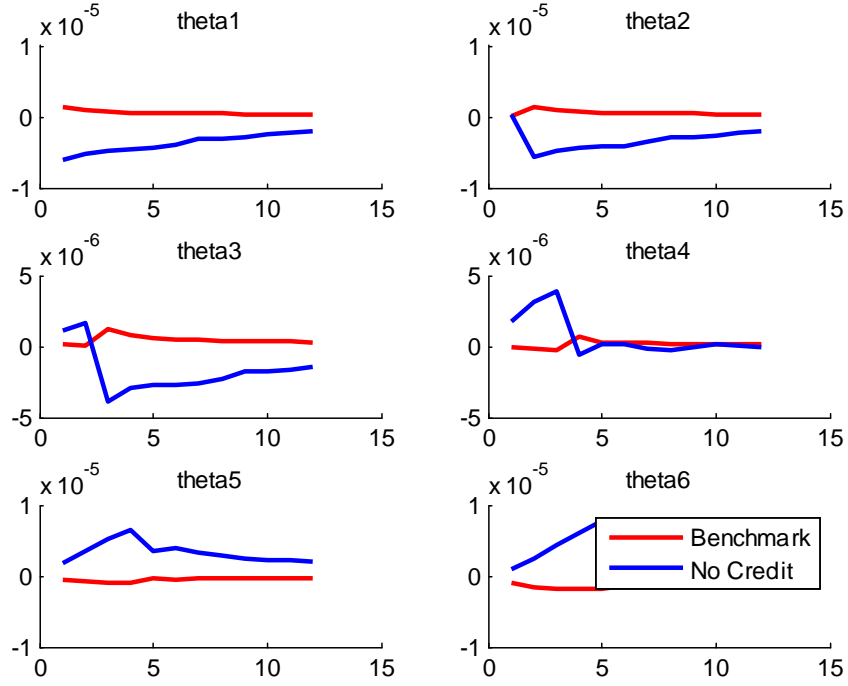 x 10^-5
theta1
1
0
-1
0 5 10 15
x 10^-5
theta2
1
0
-1
0 5 10 15
x 10^-6
theta3
5
0
-5
0 5 10 15
x 10^-6
theta4
5
0
-5
0 5 10 15
x 10^-5
theta5
1
0
-1
0 5 10 15
x 10^-5
theta6
1
0
-1
0 5 10 15
Benchmark
No Credit